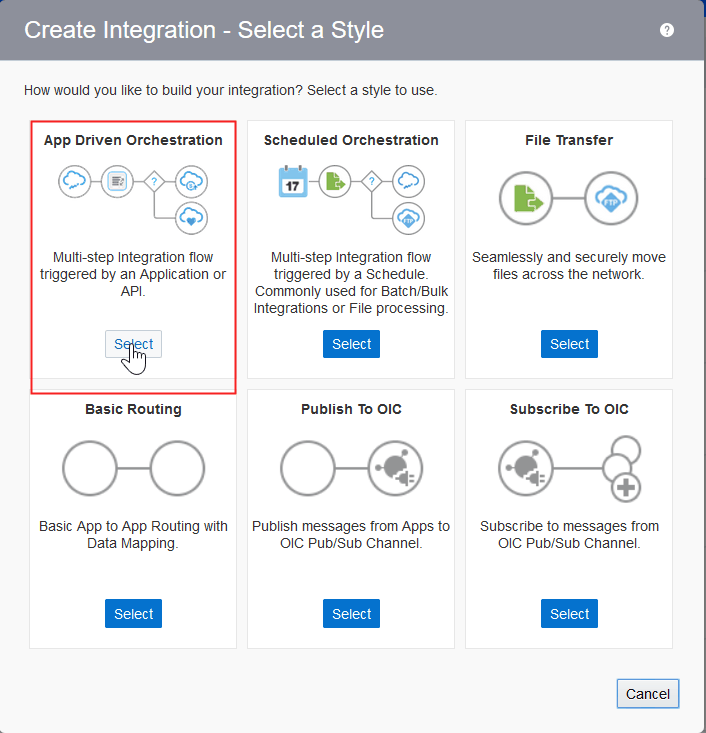 Create Integration - Select a Style
?
How would you like to build your integration? Select a style to use.
App Driven Orchestration
?
Multi-step Integration flow
triggered by an Application or
API.
Select
Scheduled Orchestration
17
?
Multi-step Integration flow
triggered by a Schedule.
Commonly used for Batch/Bulk
Integrations or File processing.
Select
File Transfer
FTP
Seamlessly and securely move
files across the network.
Select
Basic Routing
Basic App to App Routing with
Data Mapping.
Select
Publish To OIC
Publish messages from Apps to
OIC Pub/Sub Channel.
Select
Subscribe To OIC
Subscribe to messages from
OIC Pub/Sub Channel.
Select
Cancel